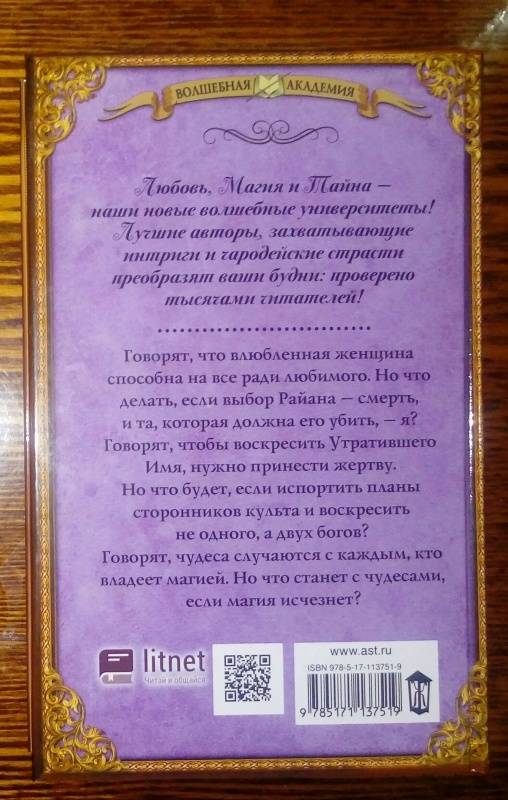 ВОЛШЕБНАЯ АКАДЕМИЯ
Любовь, Магия и Тайна —
наши новые волшебные университеты!
Лучшие авторы, захватывающие
интриги и чародейские страсти
преобразят ваши будни: проверено
тысячами читателей!
Говорят, что влюбленная женщина
способна на все ради любимого. Но что
делать, если выбор Райана — смерть,
и та, которая должна его убить, — я?
Говорят, чтобы воскресить Утратившего
Имя, нужно принести жертву.
Но что будет, если испортить планы
сторонников культа и воскресить
не одного, а двух богов?
Говорят, чудеса случаются с каждым, кто
владеет магией. Но что станет с чудесами,
если магия исчезнет?
litnet
Читай и общайся
www.ast.ru
ISBN 978-5-17-113751-9
9 785171 137519